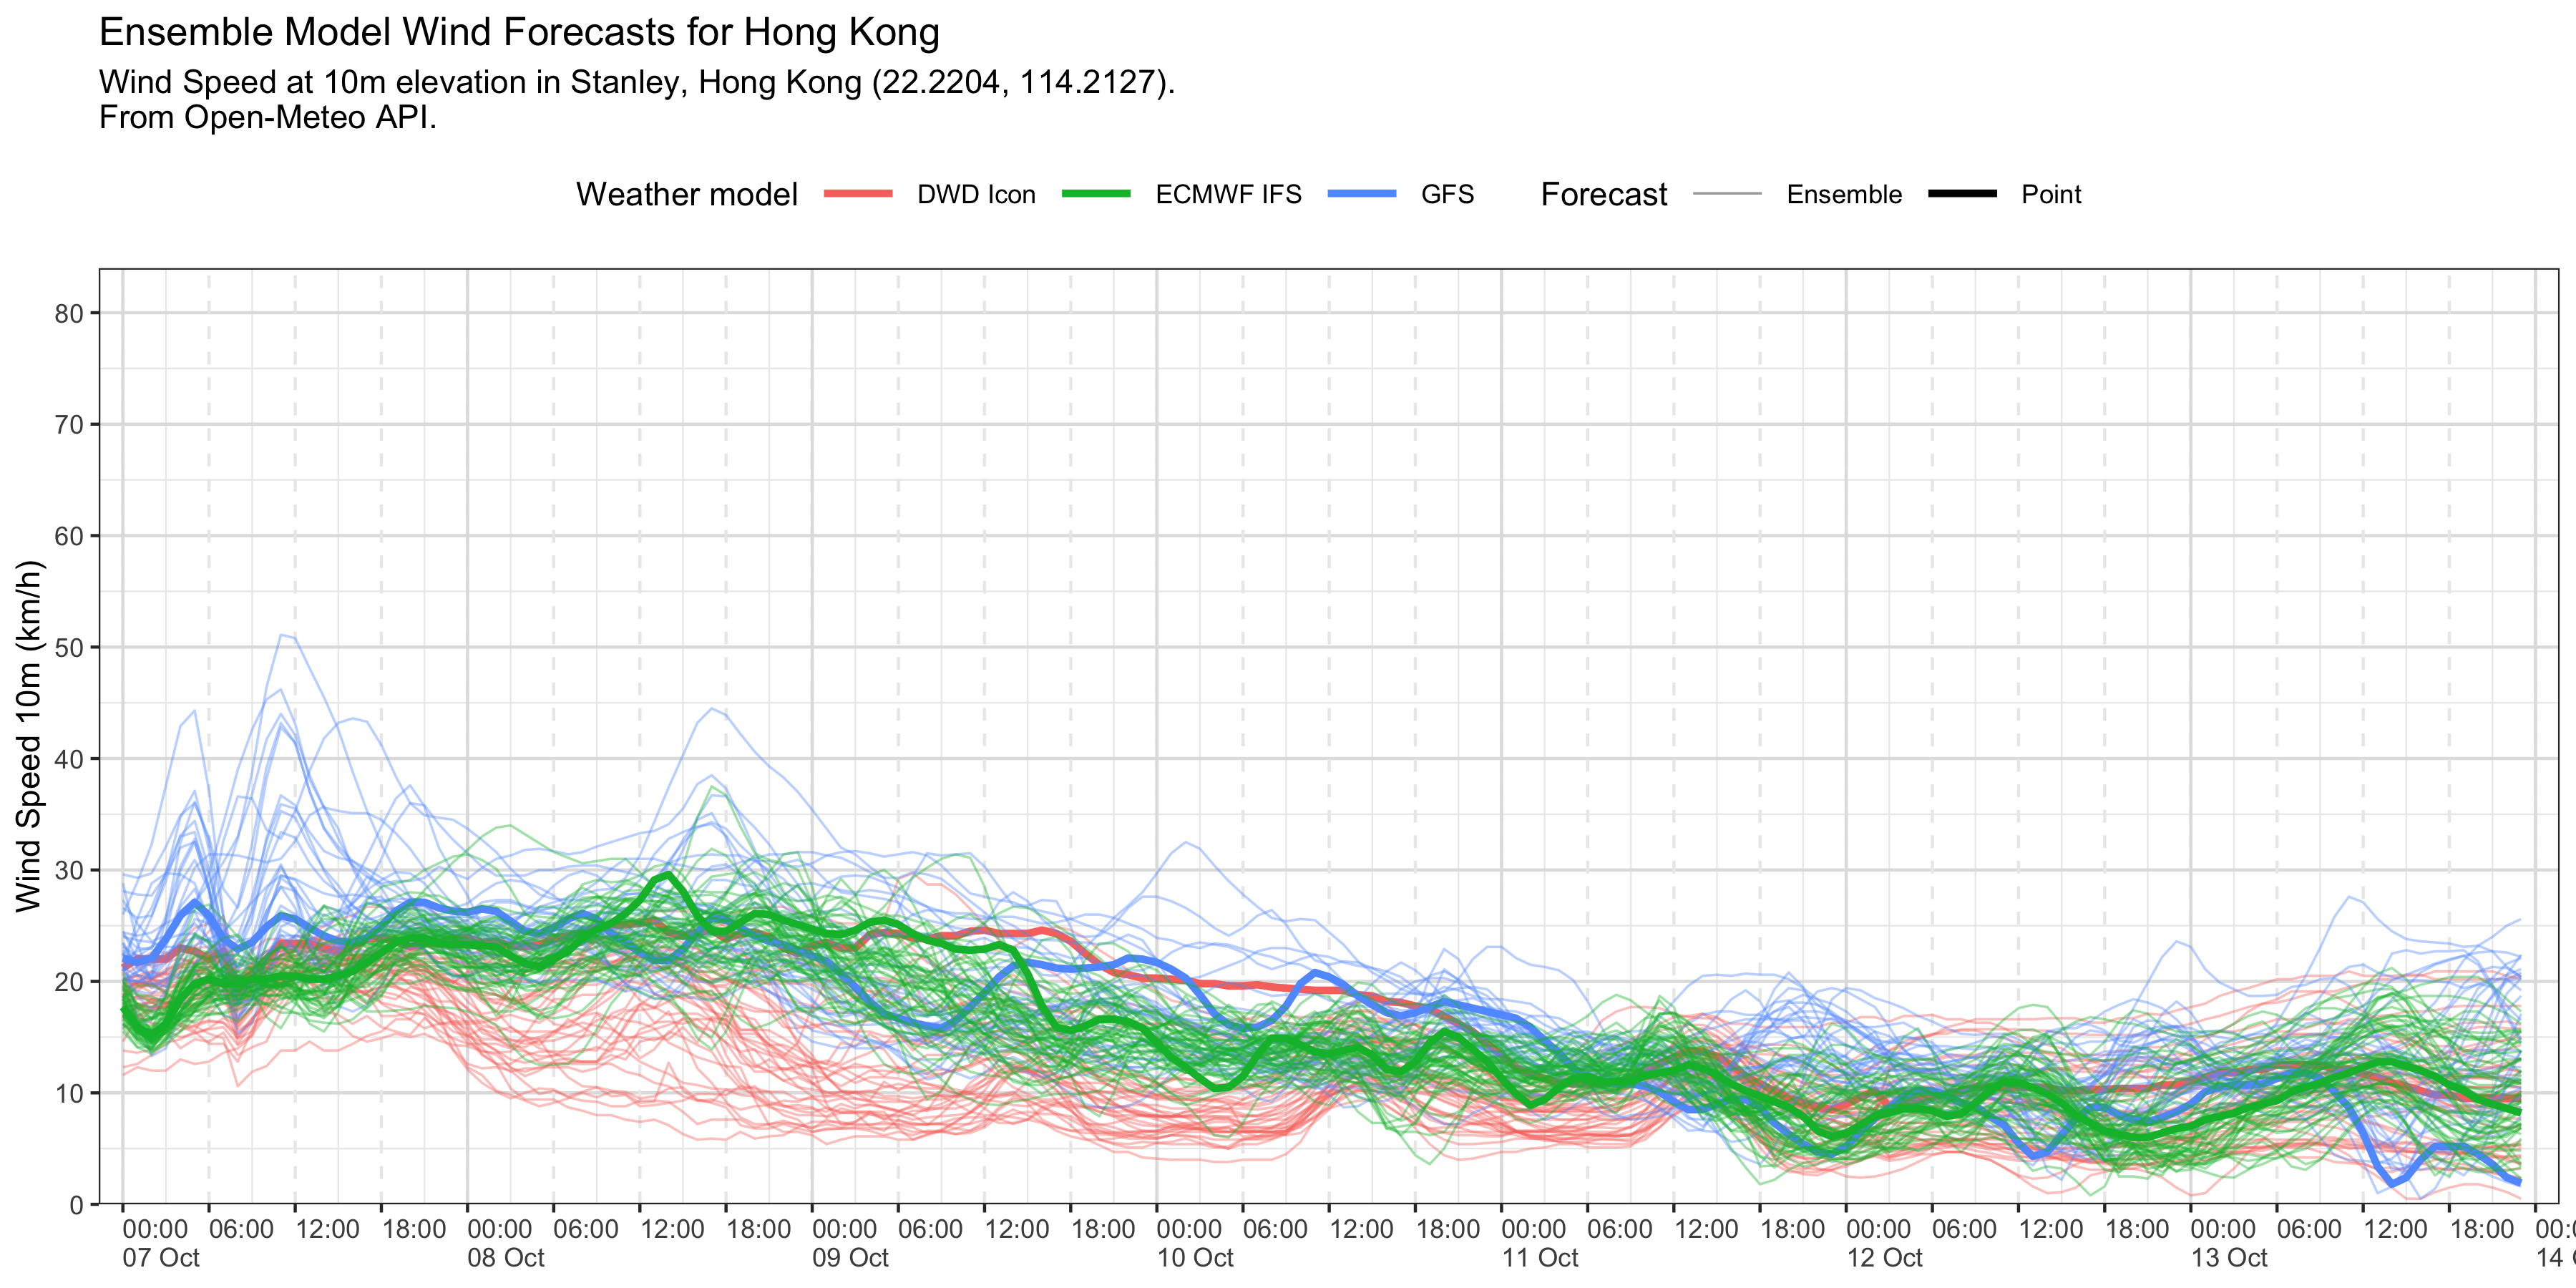 Ensemble Model Wind Forecasts for Hong Kong
Wind Speed at 10m elevation in Stanley, Hong Kong (22.2204, 114.2127).
From Open-Meteo API.
Weather model DWD Icon ECMWF IFS GFS Forecast Ensemble Point
Wind Speed 10m (km/h)
80
70
60
50
40
30
20
10
0
00:00 06:00 12:00 18:00 00:00 06:00 12:00 18:00 00:00 06:00 12:00 18:00 00:00 06:00 12:00 18:00 00:00 06:00 12:00 18:00 00:00 06:00 12:00 18:00 00:00 06:00 12:00 18:00
07 Oct 08 Oct 09 Oct 10 Oct 11 Oct 12 Oct 13 Oct 14